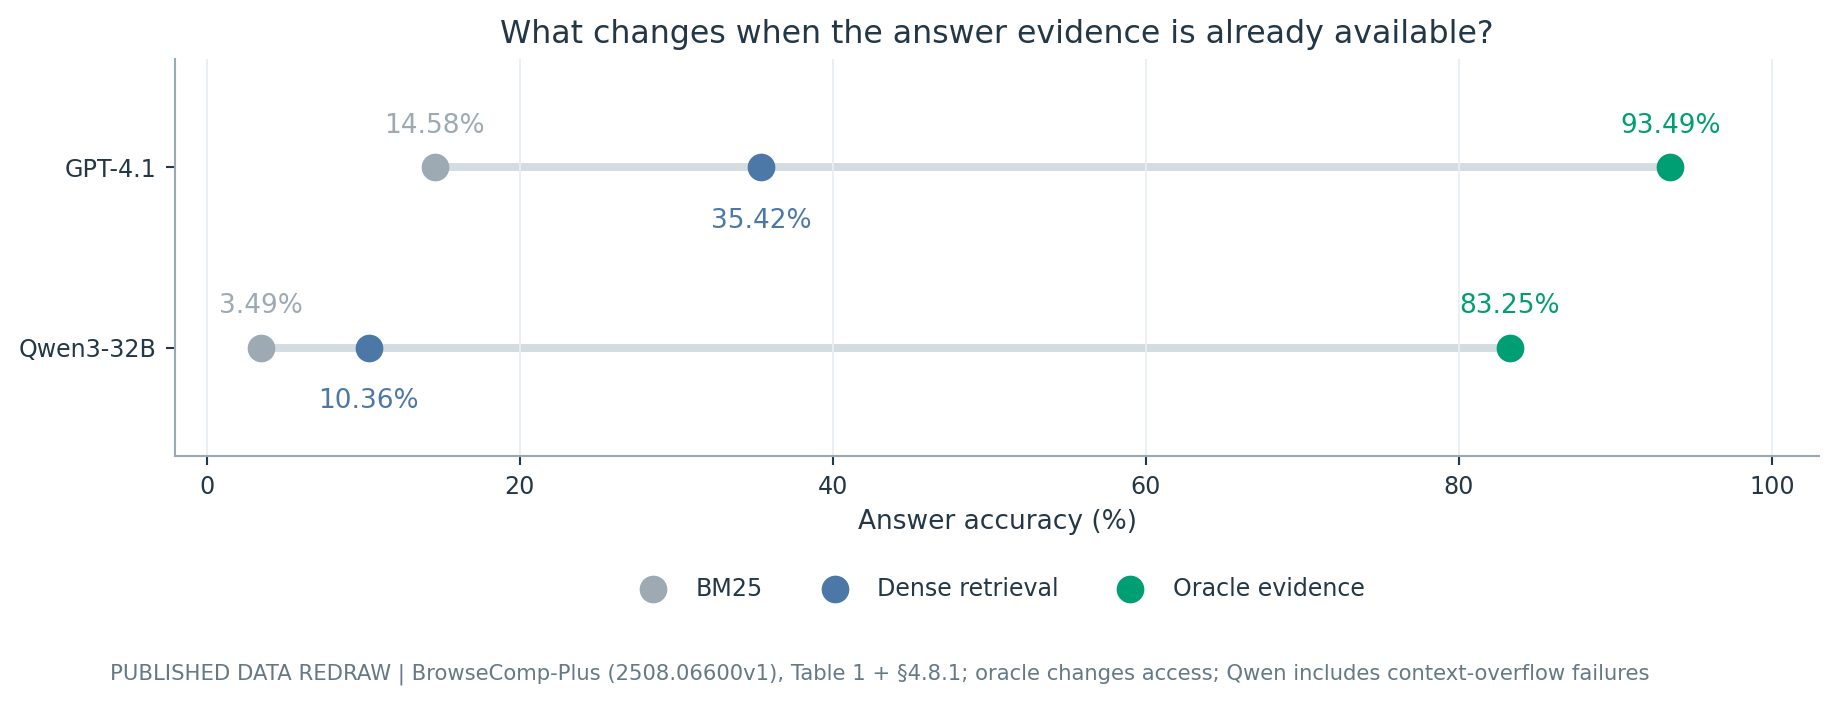 What changes when the answer evidence is already available?
14.58%
93.49%
GPT-4.1
35.42%
3.49%
83.25%
Qwen3-32B
10.36%
0 20 40 60 80 100
Answer accuracy (%)
BM25 Dense retrieval Oracle evidence
PUBLISHED DATA REDRAW | BrowseComp-Plus (2508.06600v1), Table 1 + §4.8.1; oracle changes access; Qwen includes context-overflow failures